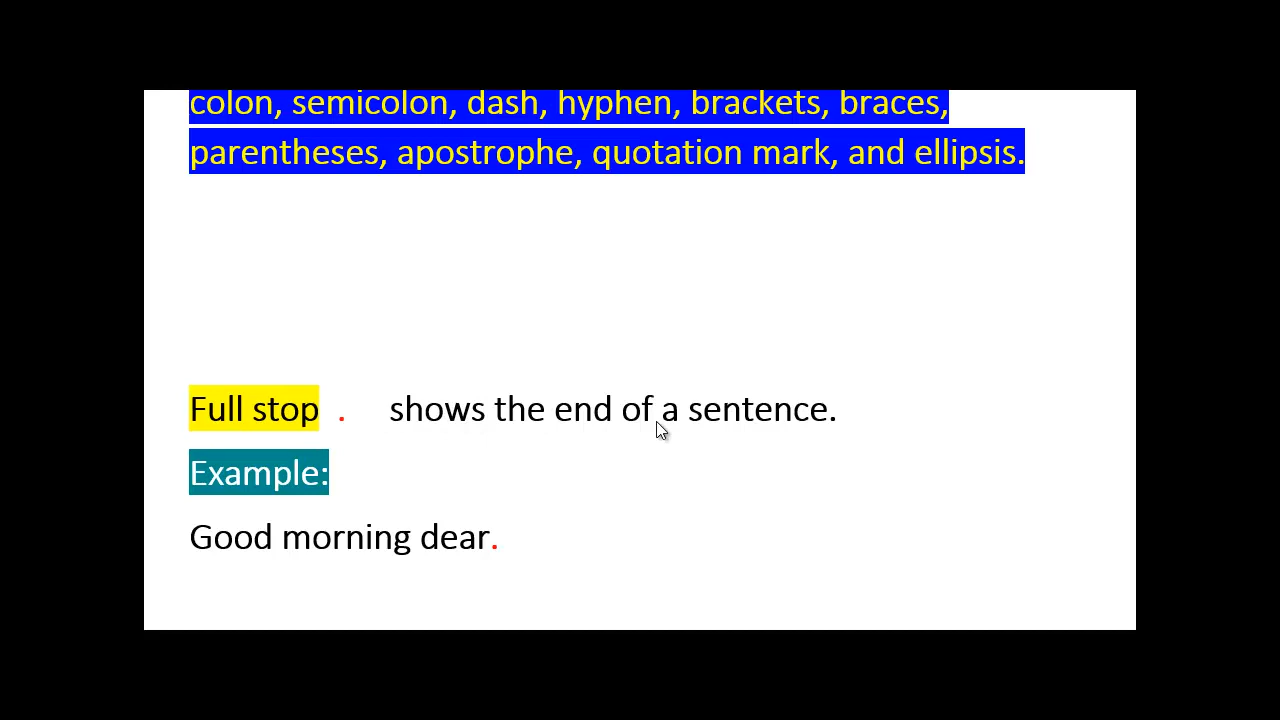 colon, semicolon, dash, hyphen, brackets, braces,
parentheses, apostrophe, quotation mark, and ellipsis.
Full stop . shows the end of a sentence.
Example:
Good morning dear.